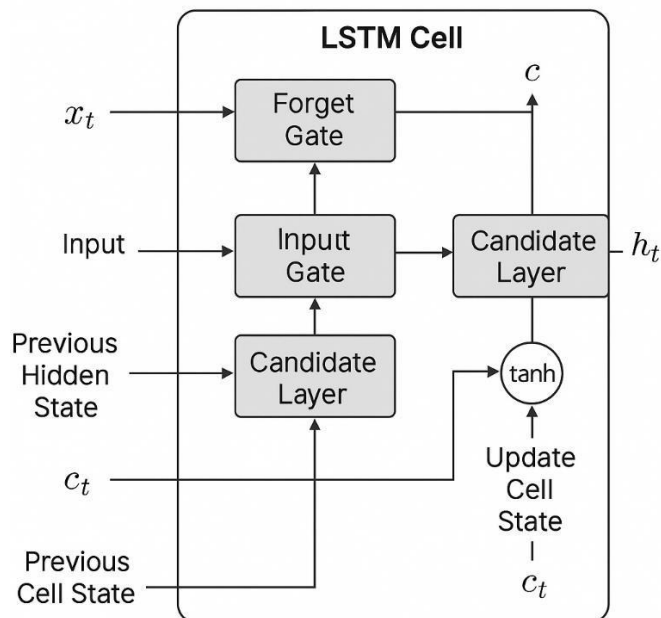 LSTM Cell
x_t
Forget
Gate
c
Input
Input
Gate
Candidate
Layer
h_t
Previous
Hidden
State
Candidate
Layer
tanh
c_t
Update
Cell
State
Previous
Cell State
c_t